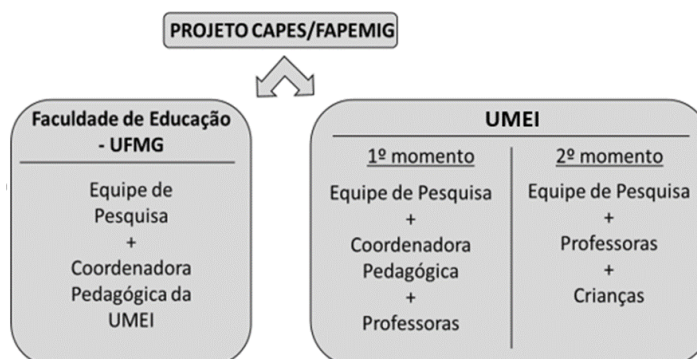 PROJETO CAPES/FAPEMIG
Faculdade de Educação
- UFMG
Equipe de
Pesquisa
+
Coordenadora
Pedagógica da
UMEI
UMEI
1º momento
Equipe de Pesquisa
+
Coordenadora
Pedagógica
+
Professoras
2º momento
Equipe de Pesquisa
+
Professoras
+
Crianças